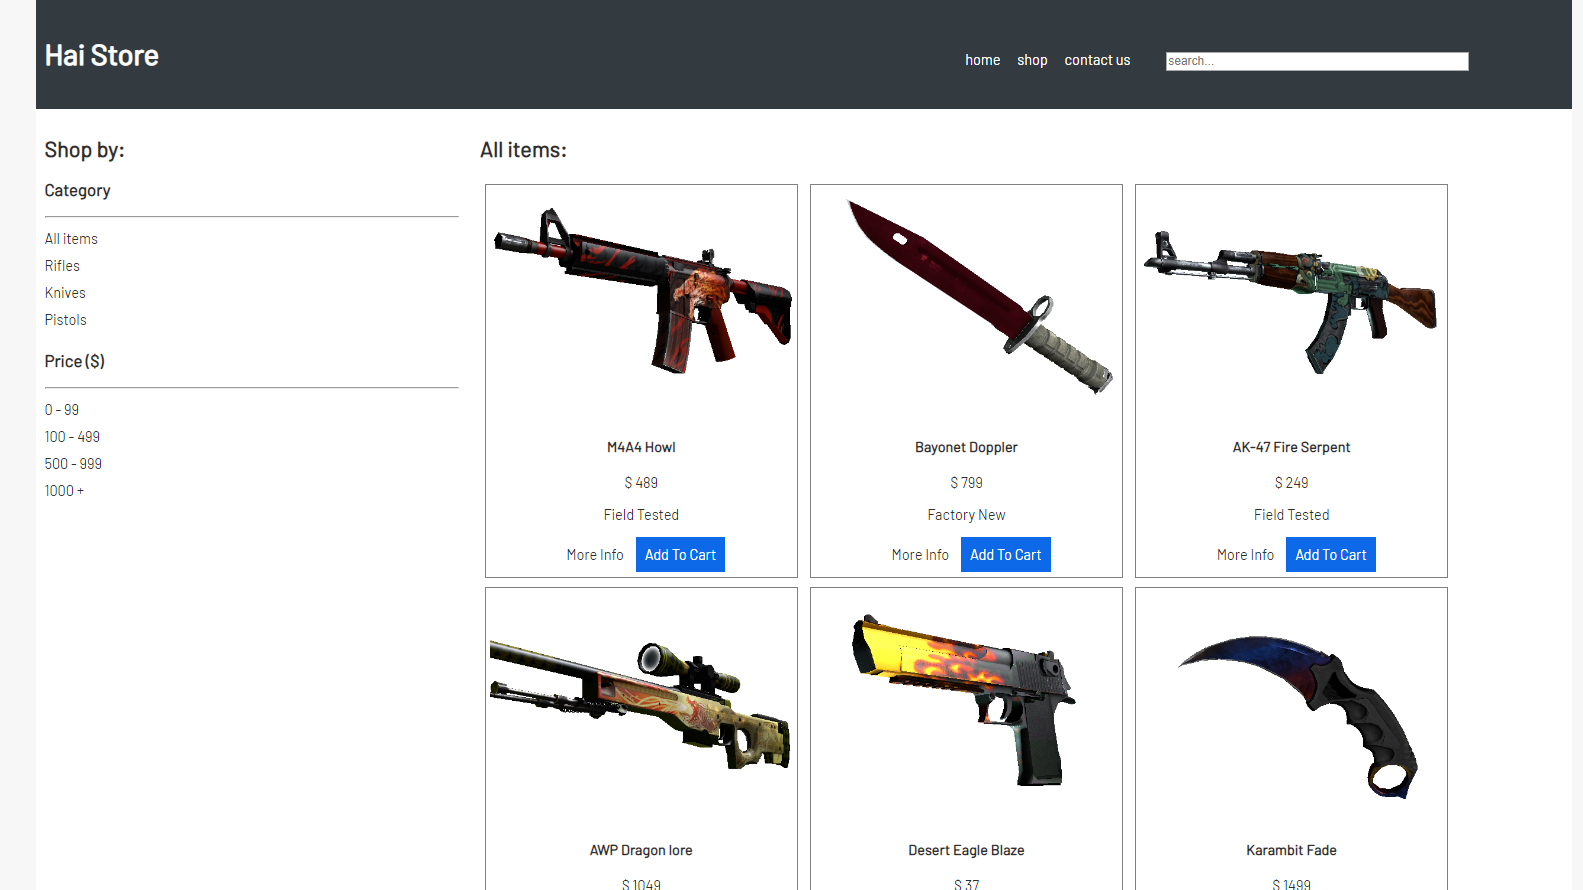 Hai Store
home shop contact us search...
Shop by:
Category
All items
Rifles
Knives
Pistols
Price ($)
0 - 99
100 - 499
500 - 999
1000 +
All items:
M4A4 Howl
$ 489
Field Tested
More Info Add To Cart
Bayonet Doppler
$ 799
Factory New
More Info Add To Cart
AK-47 Fire Serpent
$ 249
Field Tested
More Info Add To Cart
AWP Dragon lore
$ 1049
Desert Eagle Blaze
$ 37
Karambit Fade
$ 1499